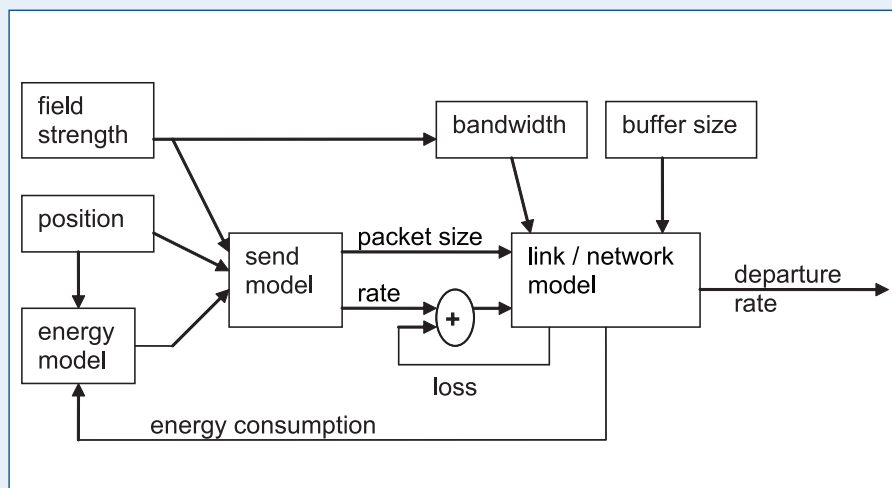 field
strength
bandwidth
buffer size
position
send
model
packet size
rate
+
link / network
model
departure
rate
energy
model
loss
energy consumption